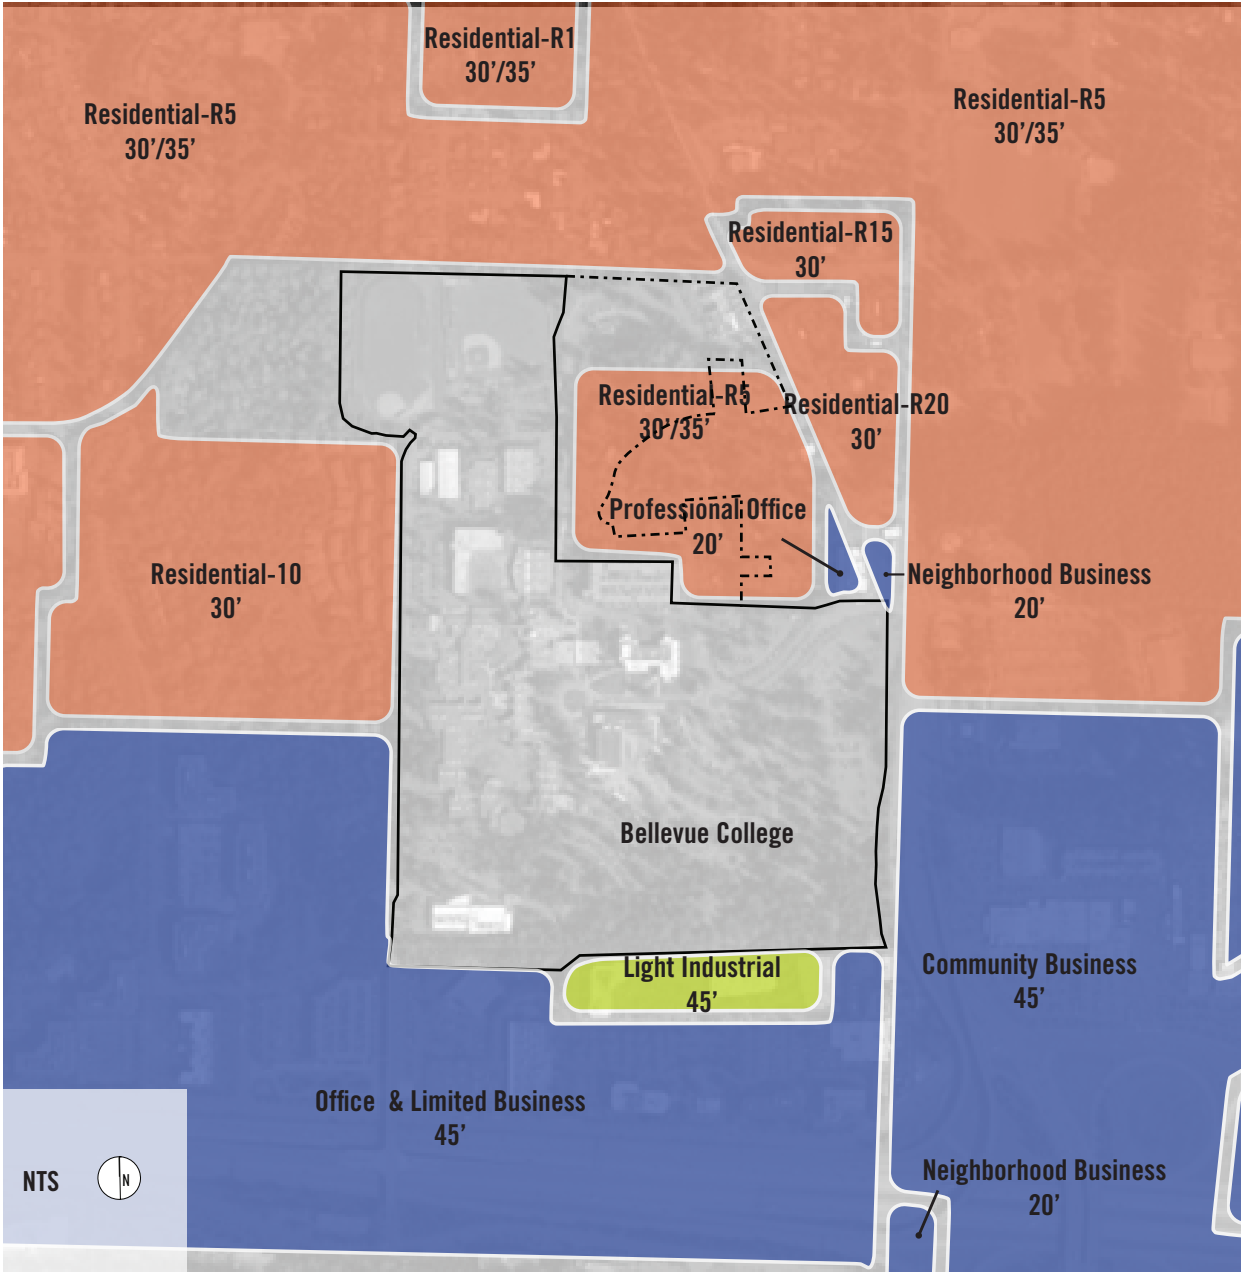 Residential-R1
30’/35’
Residential-R5
30’/35’
Residential-R5
30’/35’
Residential-R15
30’
Residential-R5
30’/35’
Residential-R20
30’
Professional Office
20’
Residential-10
30’
Neighborhood Business
20’
Bellevue College
Light Industrial
45’
Community Business
45’
Office & Limited Business
45’
Neighborhood Business
20’
NTS
N